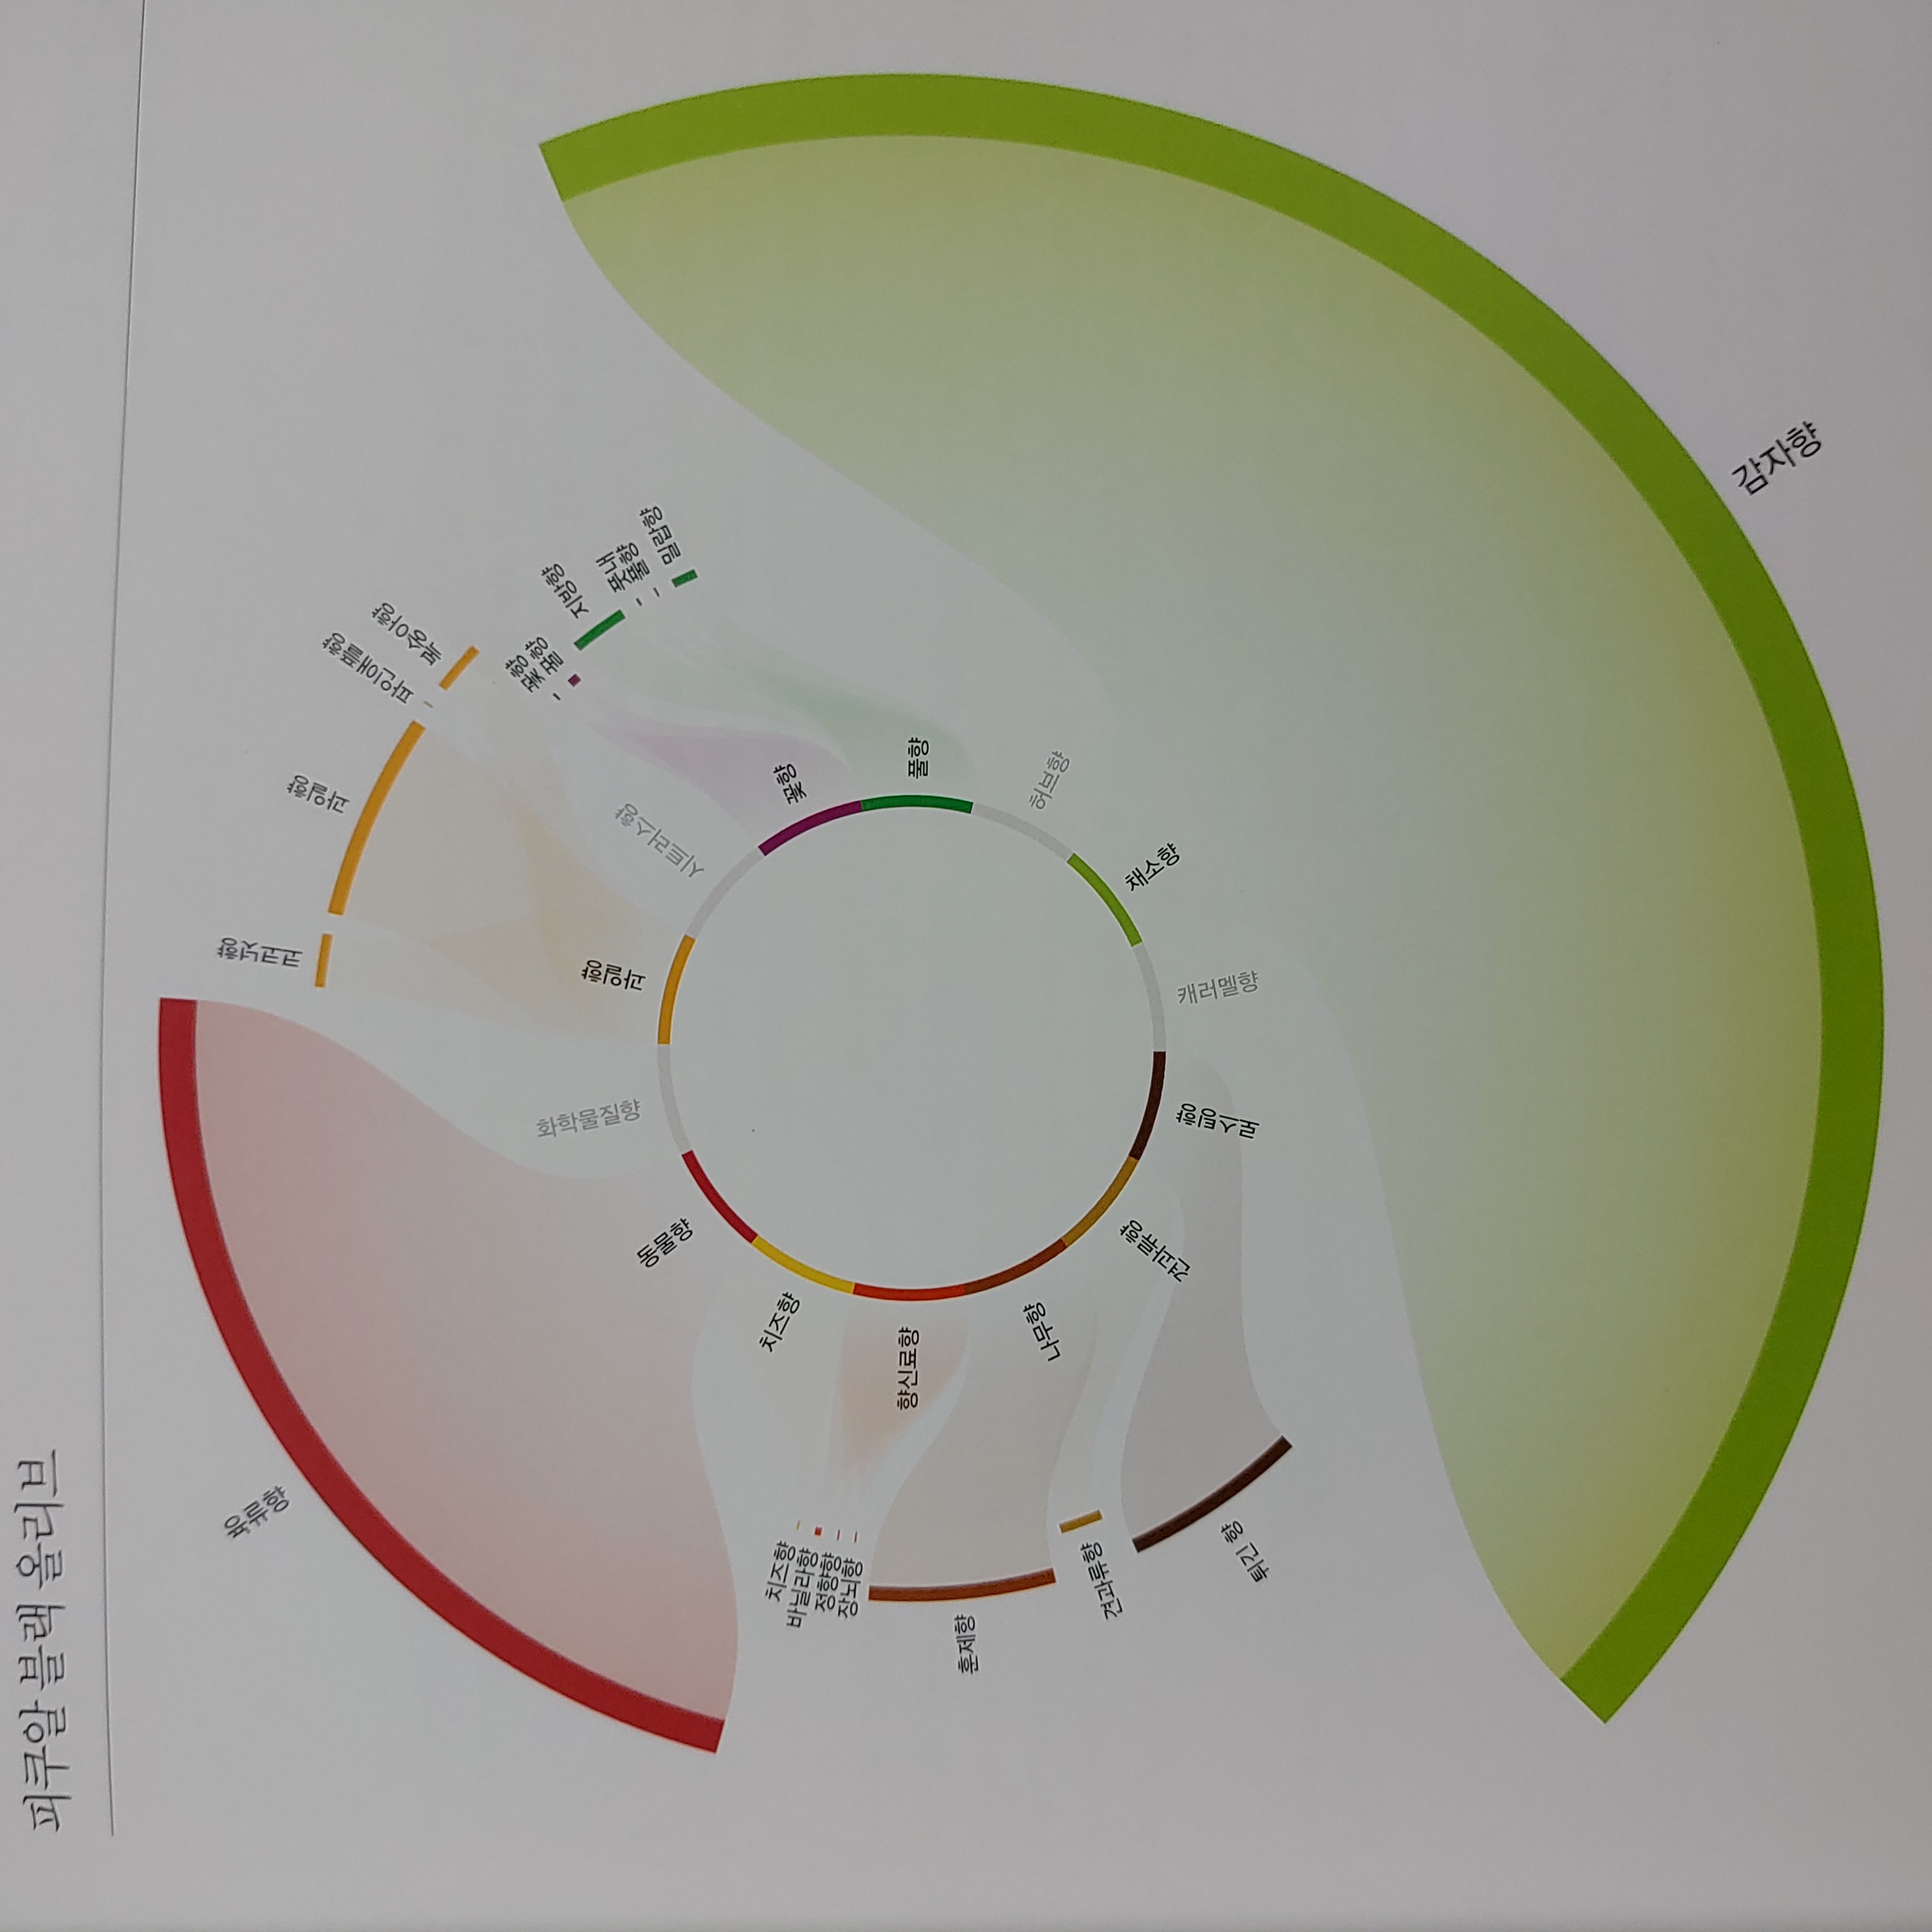 피쿠알 블랙 올리브
육류향
코코넛향
과일향
파인애플향
복숭아향
꽃향
꿀향
지방향
풋내
풀향
밀랍향
감자향
튀긴 향
견과류향
훈제향
장뇌향
정향향
바닐라향
치즈향
화학물질향
과일향
시트러스향
꽃향
풀향
허브향
채소향
캐러멜향
로스팅향
견과류향
나무향
향신료향
치즈향
동물향